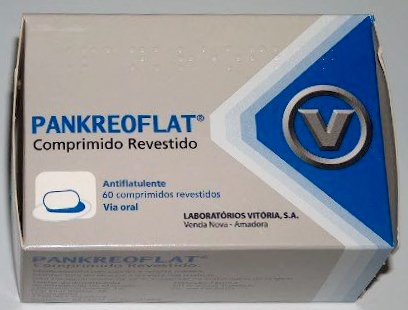 PANKREOFLAT®
Comprimido Revestido
V
Antiflatulente
60 comprimidos revestidos
Via oral
LABORATÓRIOS VITÓRIA, S.A.
Venda Nova - Amadora
PANKREOFLAT®
Comprimido Revestido